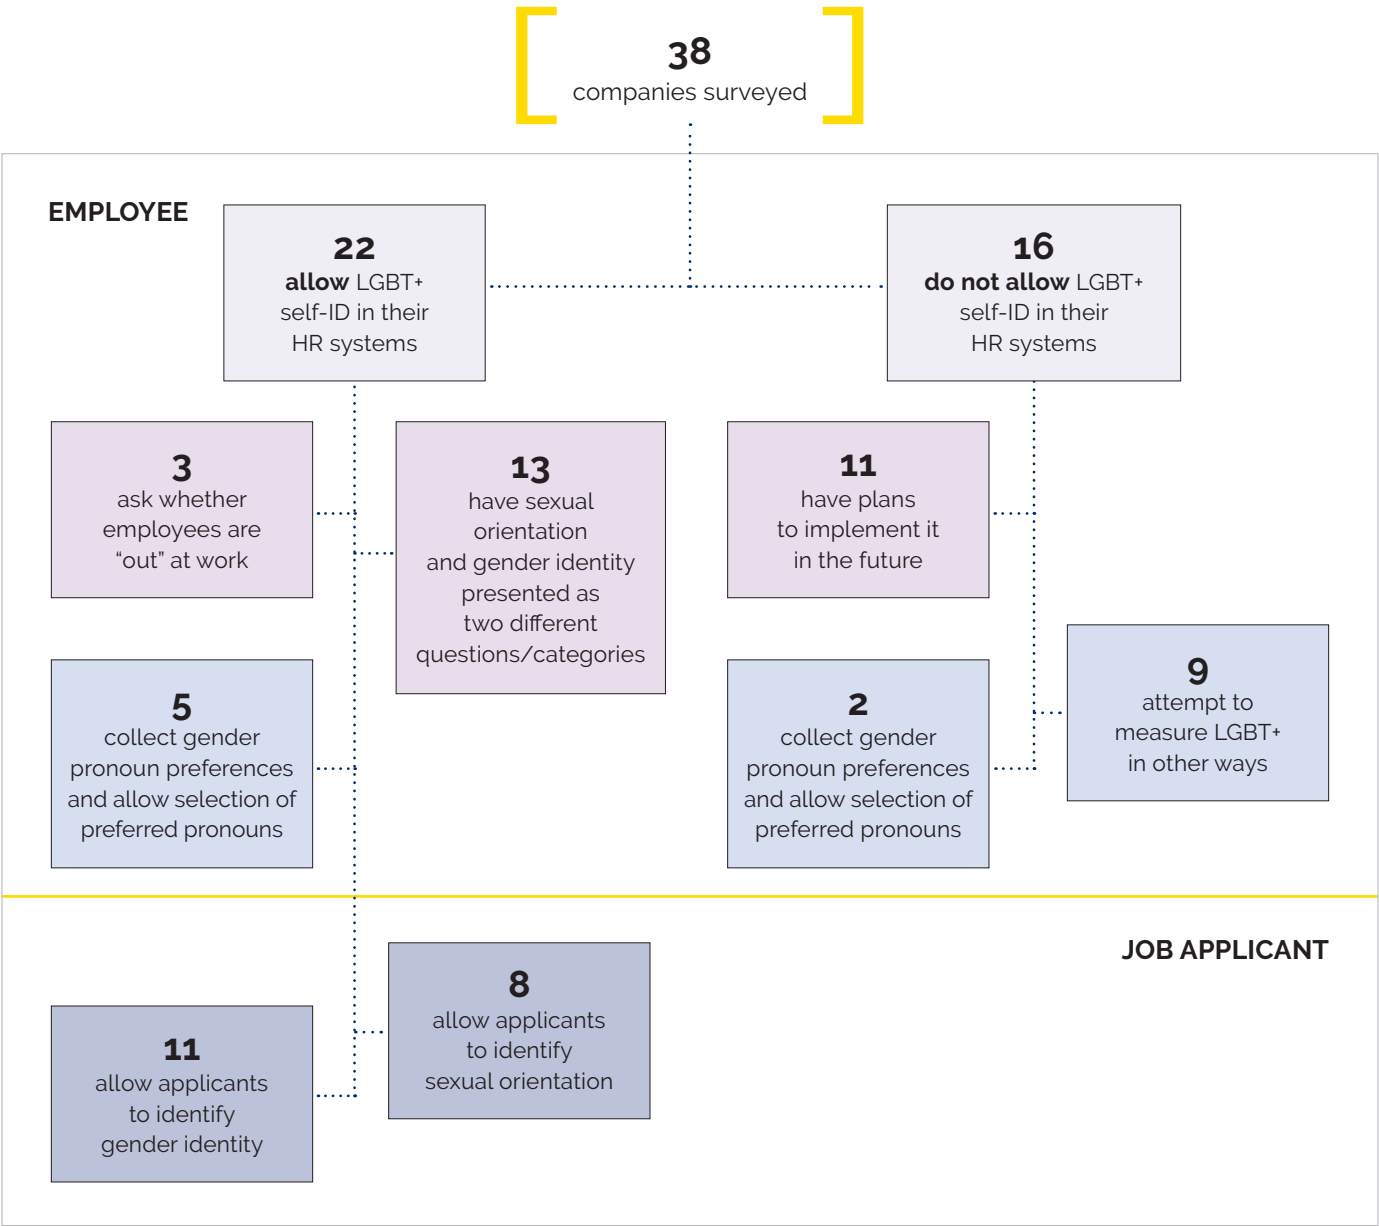 38
companies surveyed
EMPLOYEE
22
allow LGBT+
self-ID in their
HR systems
16
do not allow LGBT+
self-ID in their
HR systems
3
ask whether
employees are
“out” at work
13
have sexual
orientation
and gender identity
presented as
two different
questions/categories
11
have plans
to implement it
in the future
5
collect gender
pronoun preferences
and allow selection of
preferred pronouns
2
collect gender
pronoun preferences
and allow selection of
preferred pronouns
9
attempt to
measure LGBT+
in other ways
JOB APPLICANT
8
allow applicants
to identify
sexual orientation
11
allow applicants
to identify
gender identity